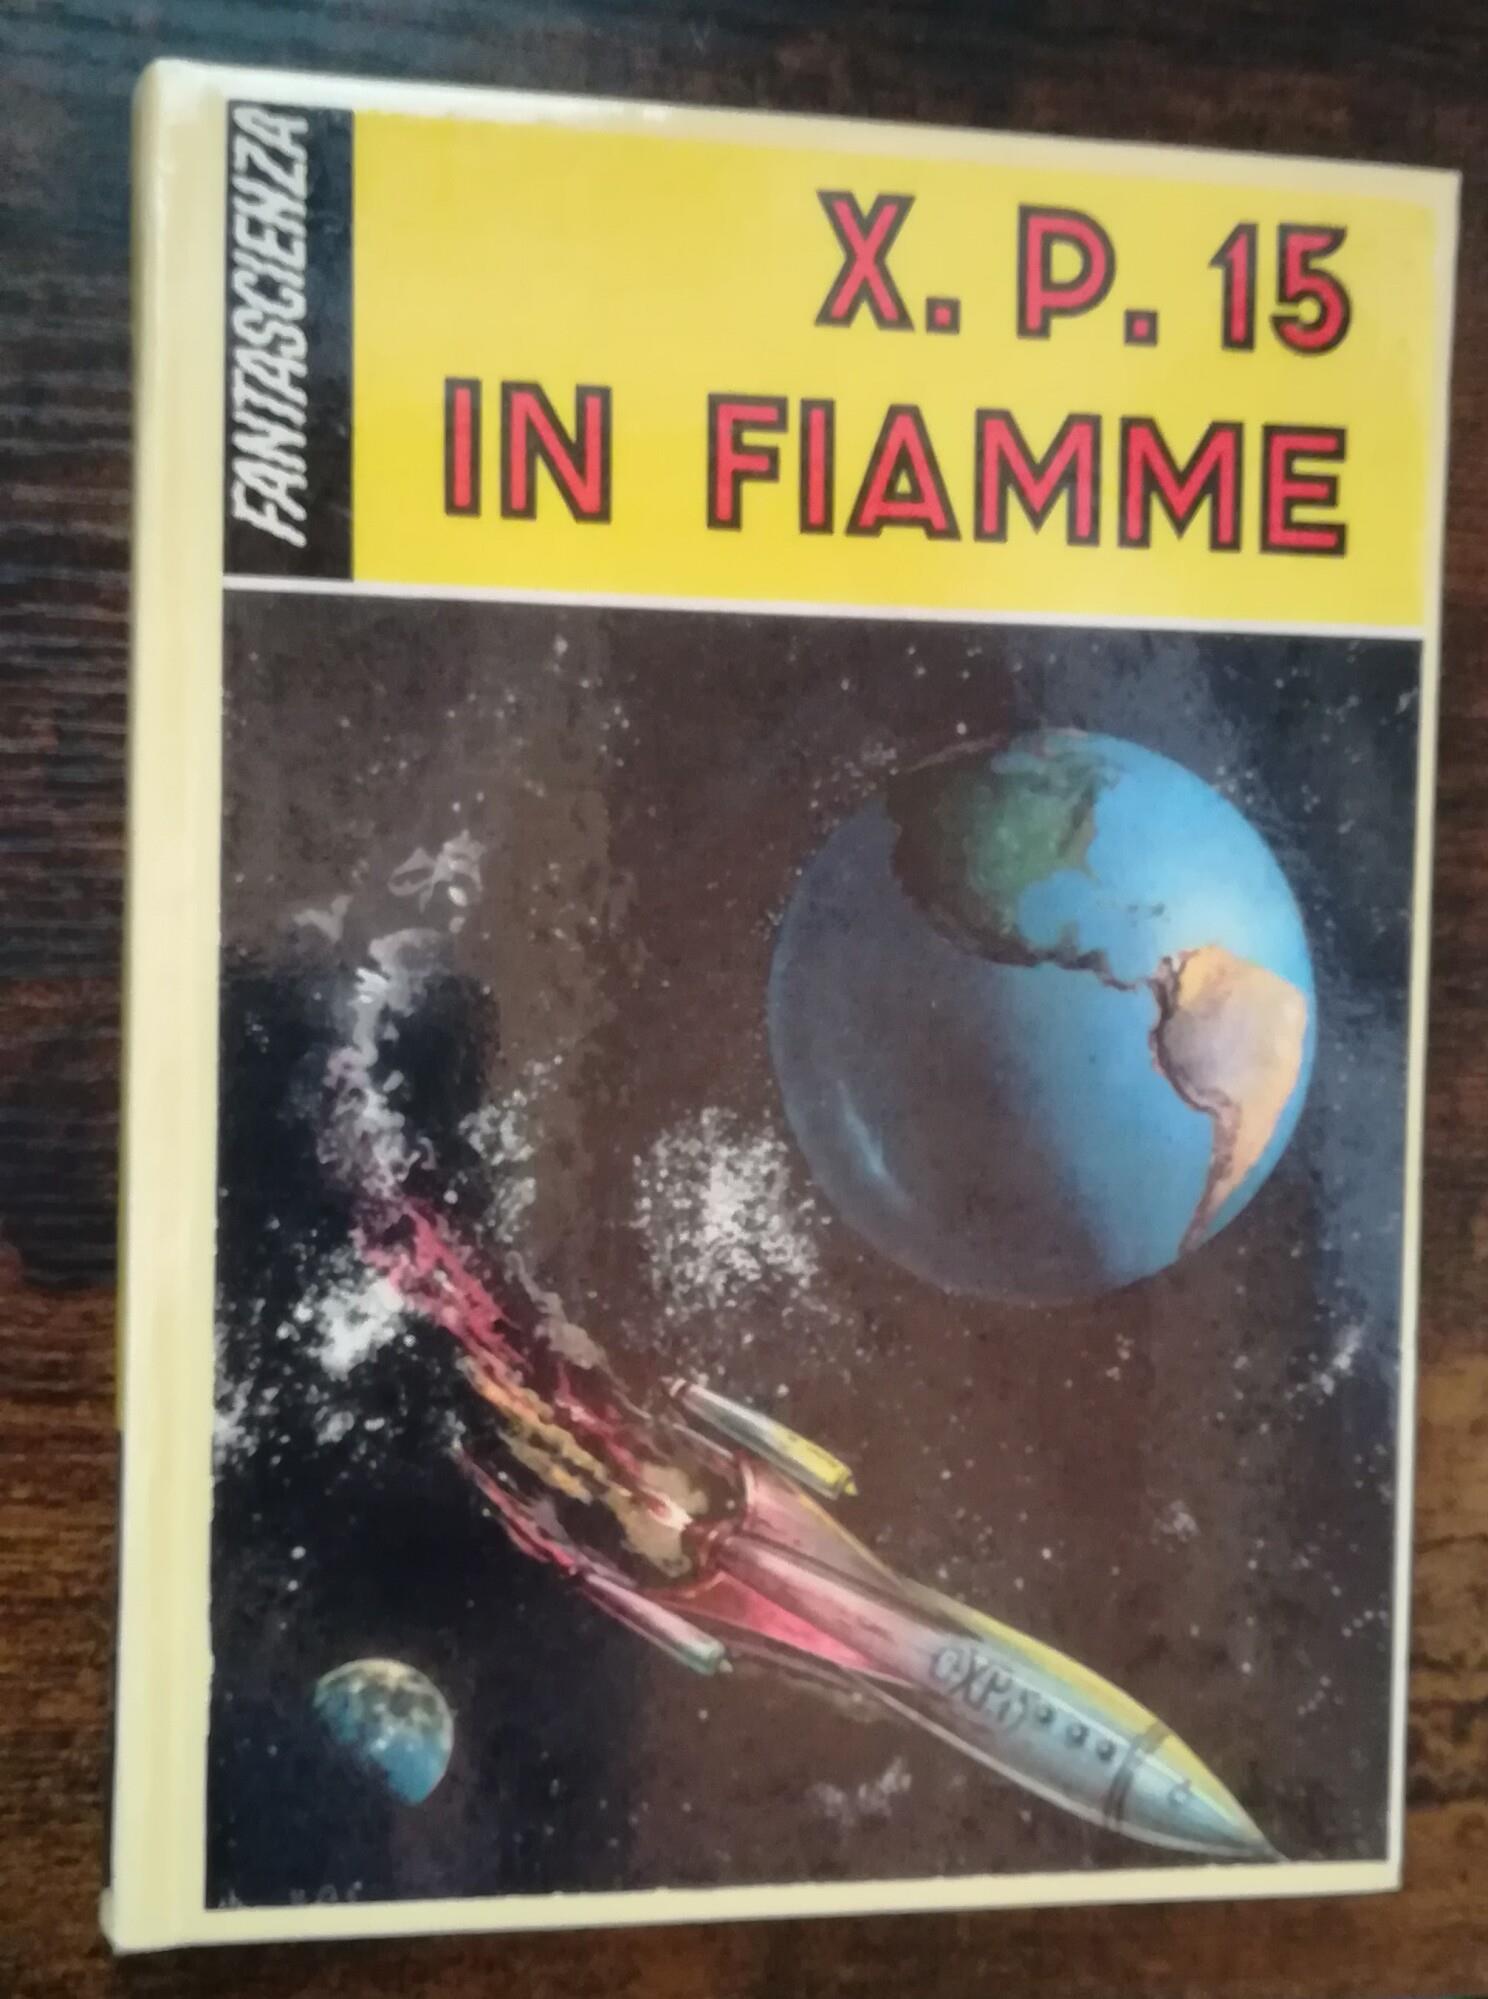 FANTASCIENZA
X. P. 15
IN FIAMME